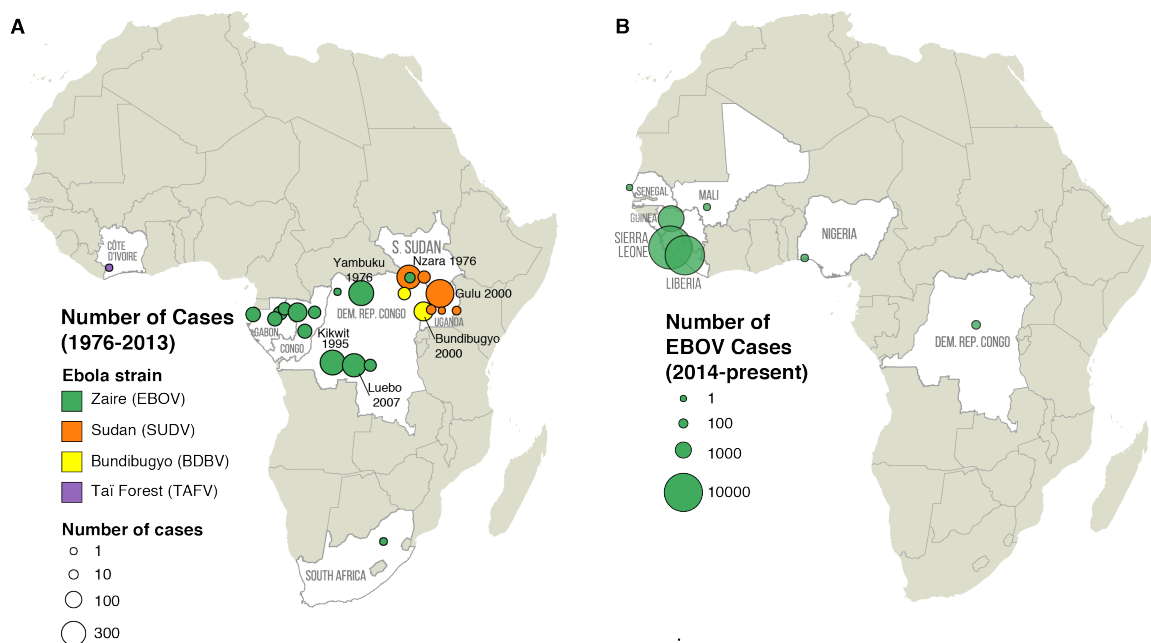 A
CÔTE
D'IVOIRE
S. SUDAN
Nzara 1976
Yambuku
1976
Gulu 2000
DEM. REP. CONGO
UGANDA
GABON
CONGO
Kikwit
1995
Bundibugyo
2000
Luebo
2007
SOUTH AFRICA
Number of Cases
(1976-2013)
Ebola strain
Zaire (EBOV)
Sudan (SUDV)
Bundibugyo (BDBV)
Taï Forest (TAFV)
Number of cases
1
10
100
300
B
SENEGAL
MALI
GUINEA
SIERRA
LEONE
LIBERIA
NIGERIA
DEM. REP. CONGO
Number of
EBOV Cases
(2014-present)
1
100
1000
10000